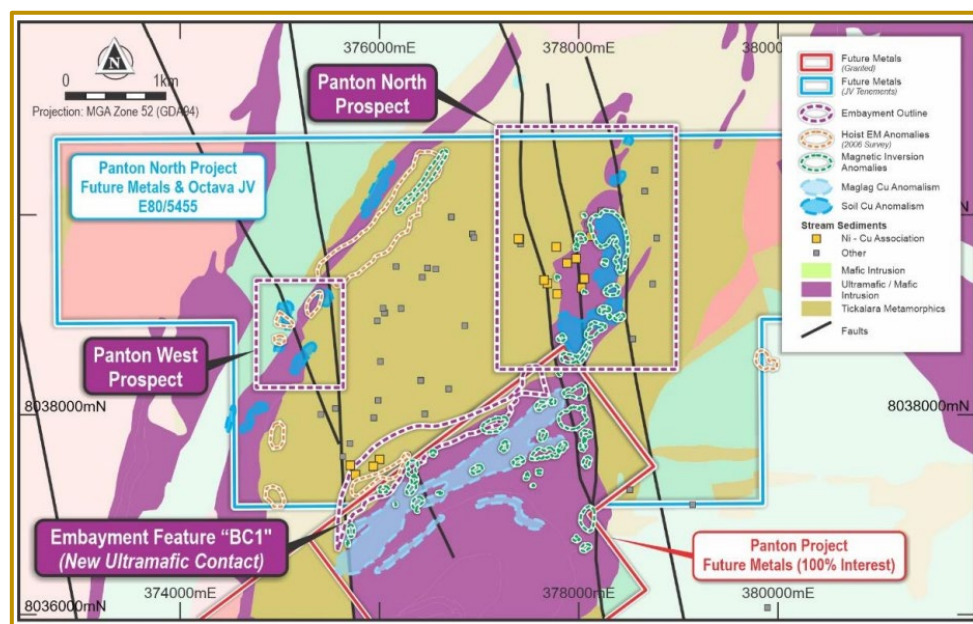 376000mE
378000mE
380000
N
0
1km
Projection: MGA Zone 52 (GDA94)
Panton North
Prospect
Future Metals
(Granted)
Future Metals
(JV Tenements)
Embayment Outline
Hoist EM Anomalies
(2006 Survey)
Magnetic Inversion
Anomalies
Maglag Cu Anomalism
Soil Cu Anomalism
Stream Sediments
Ni - Cu Association
Other
Mafic Intrusion
Ultramafic / Mafic
Intrusion
Tickalara Metamorphics
Faults
Panton North Project
Future Metals & Octava JV
E80/5455
Panton West
Prospect
8038000mN
8038000mN
Embayment Feature "BC1"
(New Ultramafic Contact)
Panton Project
Future Metals (100% Interest)
374000mE
378000mE
380000mE
8036000mN